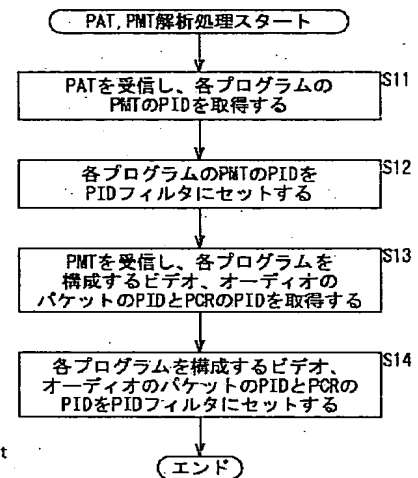 PAT,PMT解析処理スタート
S11
PATを受信し、各プログラムの
PMTのPIDを取得する
S12
各プログラムのPMTのPIDを
PIDフィルタにセットする
S13
PMTを受信し、各プログラムを
構成するビデオ、オーディオの
パケットのPIDとPCRのPIDを取得する
S14
各プログラムを構成するビデオ、
オーディオのパケットのPIDとPCRの
PIDをPIDフィルタにセットする
t
エンド